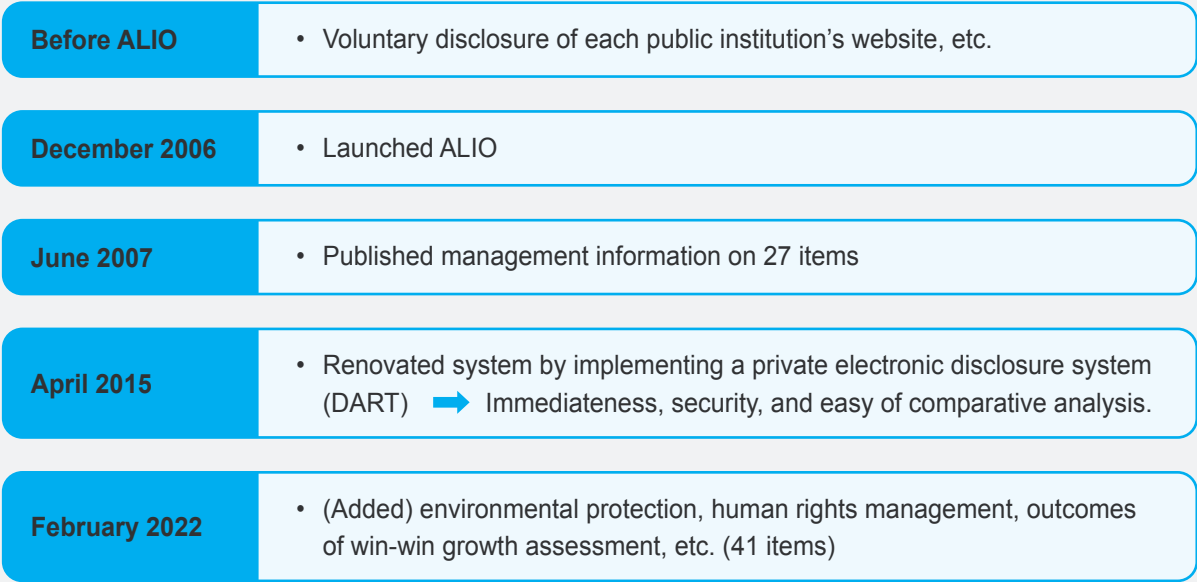 Before ALIO
• Voluntary disclosure of each public institution’s website, etc.
December 2006
• Launched ALIO
June 2007
• Published management information on 27 items
April 2015
• Renovated system by implementing a private electronic disclosure system
(DART) ➡ Immediateness, security, and easy of comparative analysis.
February 2022
• (Added) environmental protection, human rights management, outcomes
of win-win growth assessment, etc. (41 items)